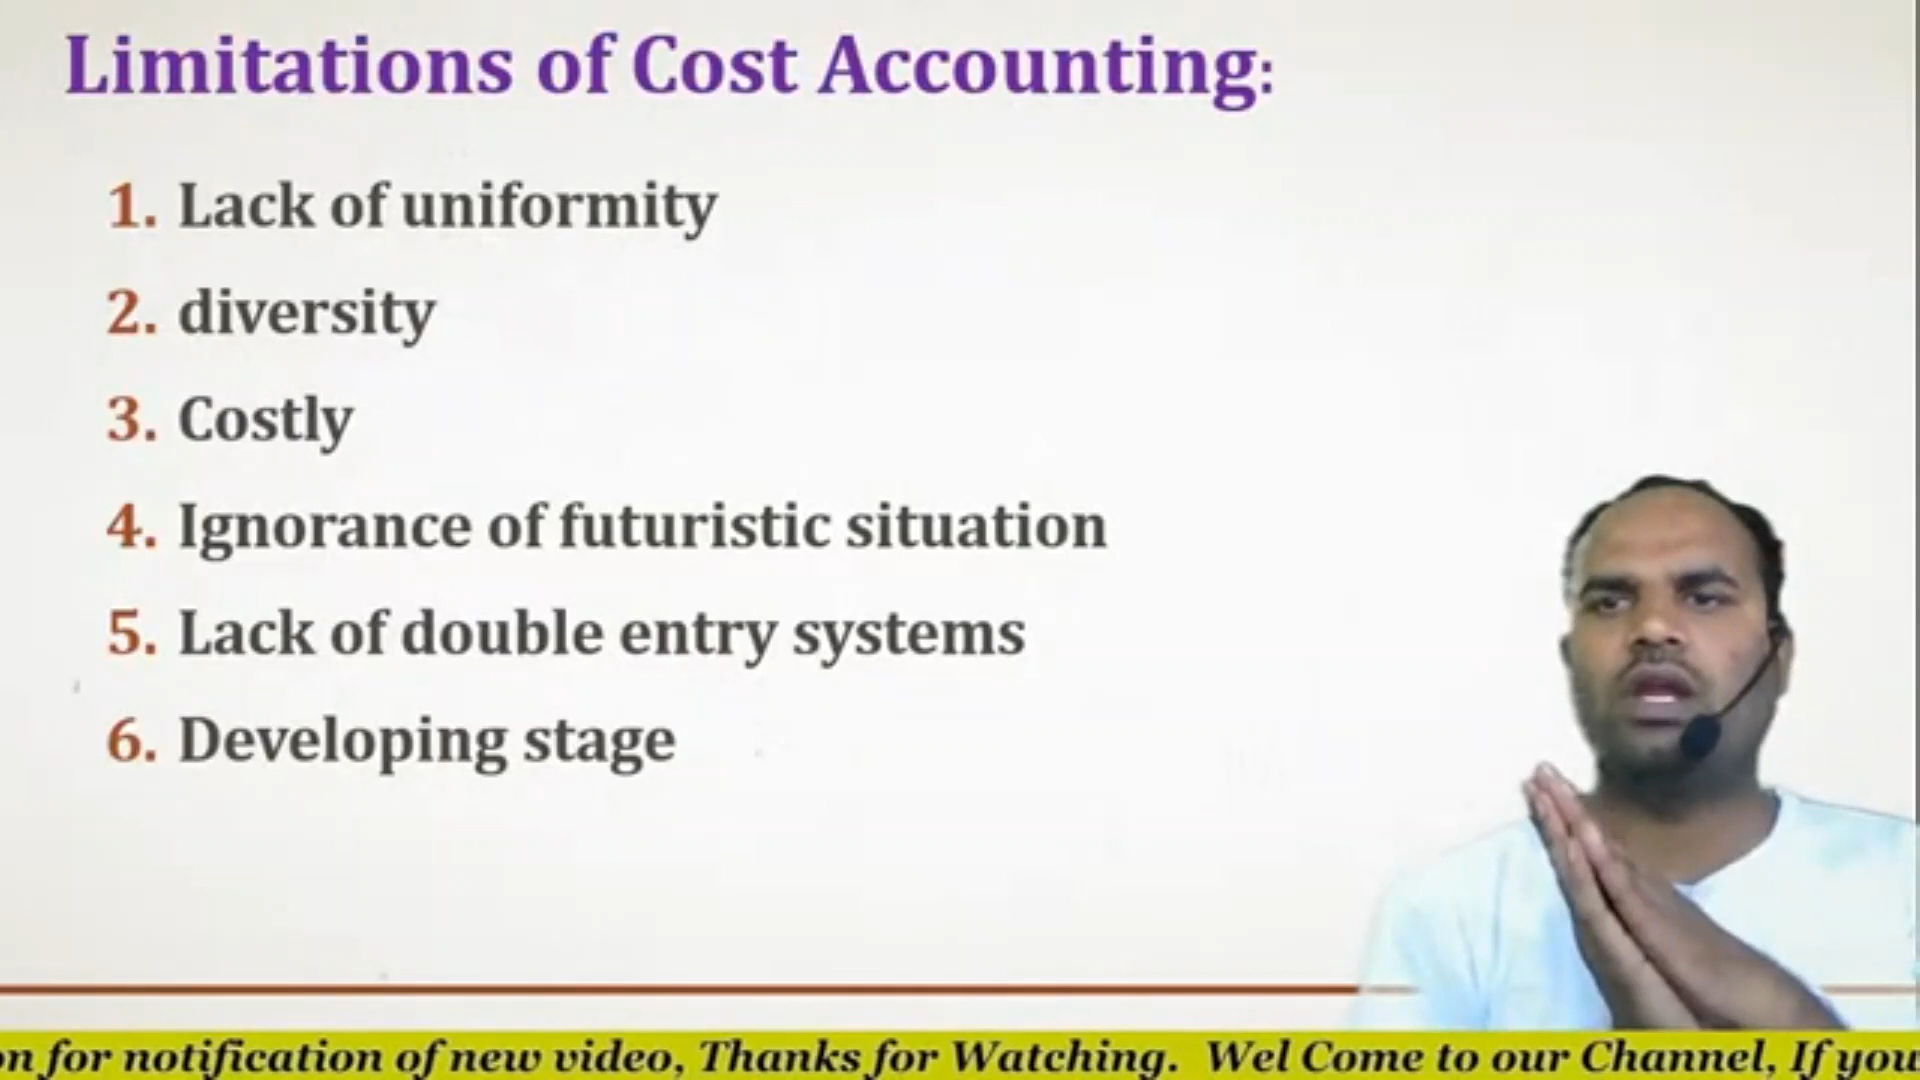 Limitations of Cost Accounting:
1. Lack of uniformity
2. diversity
3. Costly
4. Ignorance of futuristic situation
5. Lack of double entry systems
6. Developing stage
on for notification of new video, Thanks for Watching. Wel Come to our Channel, If you